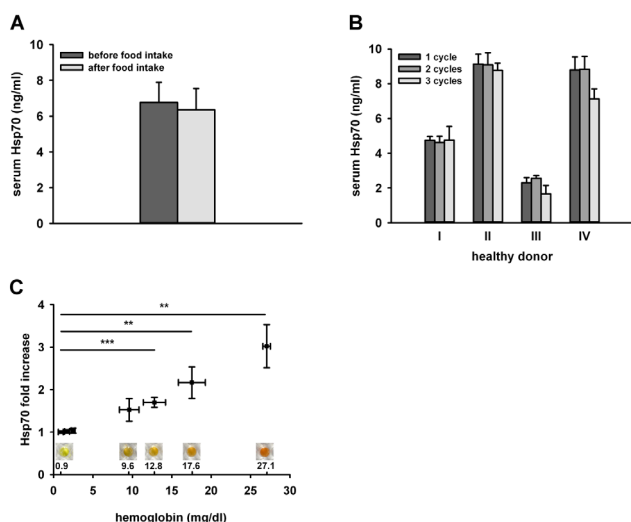 A
10
8
6
4
2
0
serum Hsp70 (ng/ml)
before food intake
after food intake
B
10
8
6
4
2
0
serum Hsp70 (ng/ml)
1 cycle
2 cycles
3 cycles
I II III IV
healthy donor
C
4
3
2
1
0
Hsp70 fold increase
**
**
***
0.9 9.6 12.8 17.6 27.1
0 5 10 15 20 25 30
hemoglobin (mg/dl)